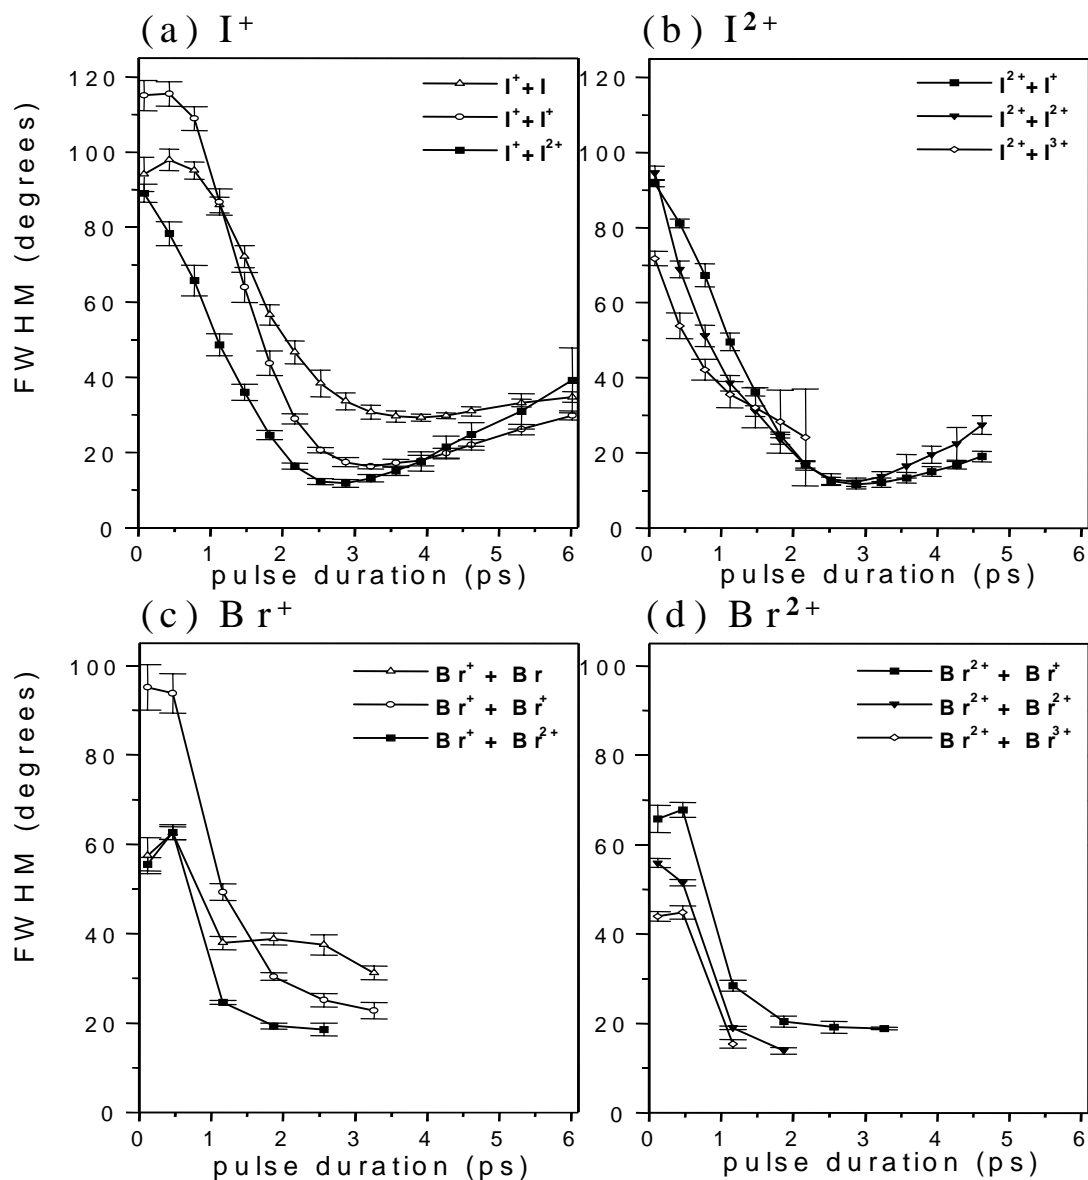 (a) I⁺
FWHM (degrees)
120
100
80
60
40
20
0
I⁺ + I
I⁺ + I⁺
I⁺ + I²⁺
0 1 2 3 4 5 6
pulse duration (ps)
(b) I²⁺
120
100
80
60
40
20
0
I²⁺ + I⁺
I²⁺ + I²⁺
I²⁺ + I³⁺
0 1 2 3 4 5 6
pulse duration (ps)
(c) Br⁺
FWHM (degrees)
100
80
60
40
20
0
Br⁺ + Br
Br⁺ + Br⁺
Br⁺ + Br²⁺
0 1 2 3 4 5 6
pulse duration (ps)
(d) Br²⁺
100
80
60
40
20
0
Br²⁺ + Br⁺
Br²⁺ + Br²⁺
Br²⁺ + Br³⁺
0 1 2 3 4 5 6
pulse duration (ps)